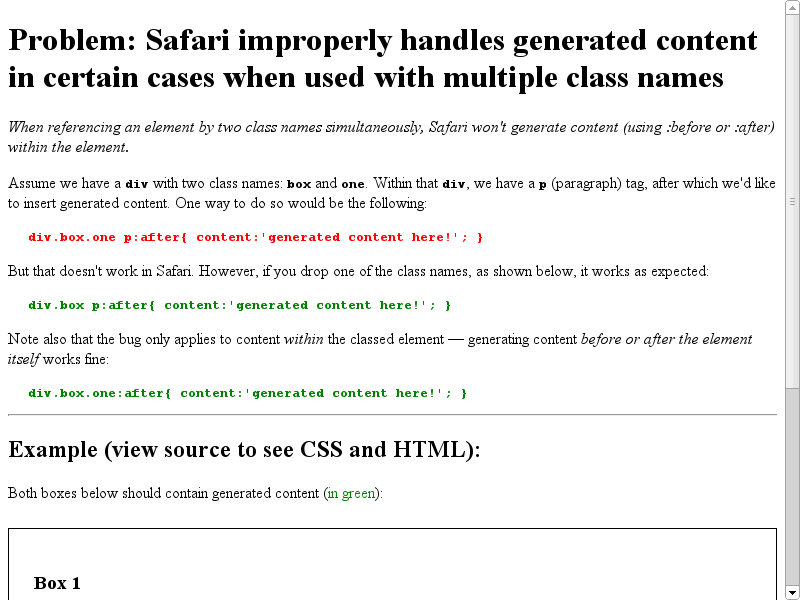 Problem: Safari improperly handles generated content
in certain cases when used with multiple class names
When referencing an element by two class names simultaneously, Safari won't generate content (using :before or :after)
within the element.
Assume we have a div with two class names: box and one. Within that div, we have a p (paragraph) tag, after which we'd like
to insert generated content. One way to do so would be the following:
div.box.one p:after{ content:'generated content here!'; }
But that doesn't work in Safari. However, if you drop one of the class names, as shown below, it works as expected:
div.box p:after{ content:'generated content here!'; }
Note also that the bug only applies to content within the classed element — generating content before or after the element
itself works fine:
div.box.one:after{ content:'generated content here!'; }
Example (view source to see CSS and HTML):
Both boxes below should contain generated content (in green):
Box 1